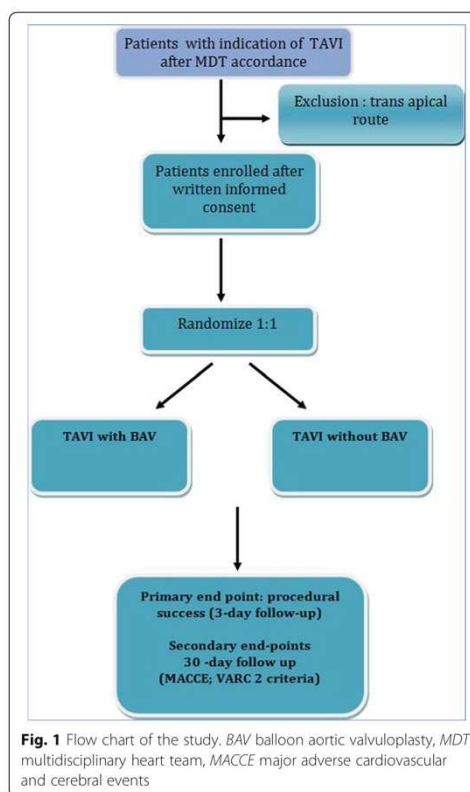 Patients with indication of TAVI
after MDT accordance
Exclusion : trans apical
route
Patients enrolled after
written informed
consent
Randomize 1:1
TAVI with BAV
TAVI without BAV
Primary end point: procedural
success (3-day follow-up)
Secondary end-points
30 -day follow up
(MACCE; VARC 2 criteria)
Fig. 1 Flow chart of the study. BAV balloon aortic valvuloplasty, MDT
multidisciplinary heart team, MACCE major adverse cardiovascular
and cerebral events